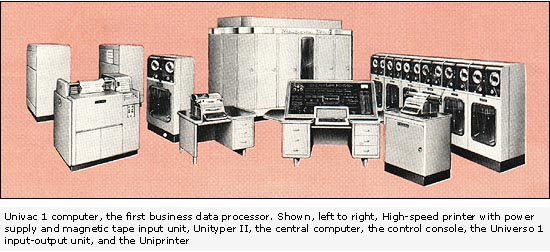 Univac 1 computer, the first business data processor. Shown, left to right, High-speed printer with power
supply and magnetic tape input unit, Unityper II, the central computer, the control console, the Universo 1
input-output unit, and the Uniprinter